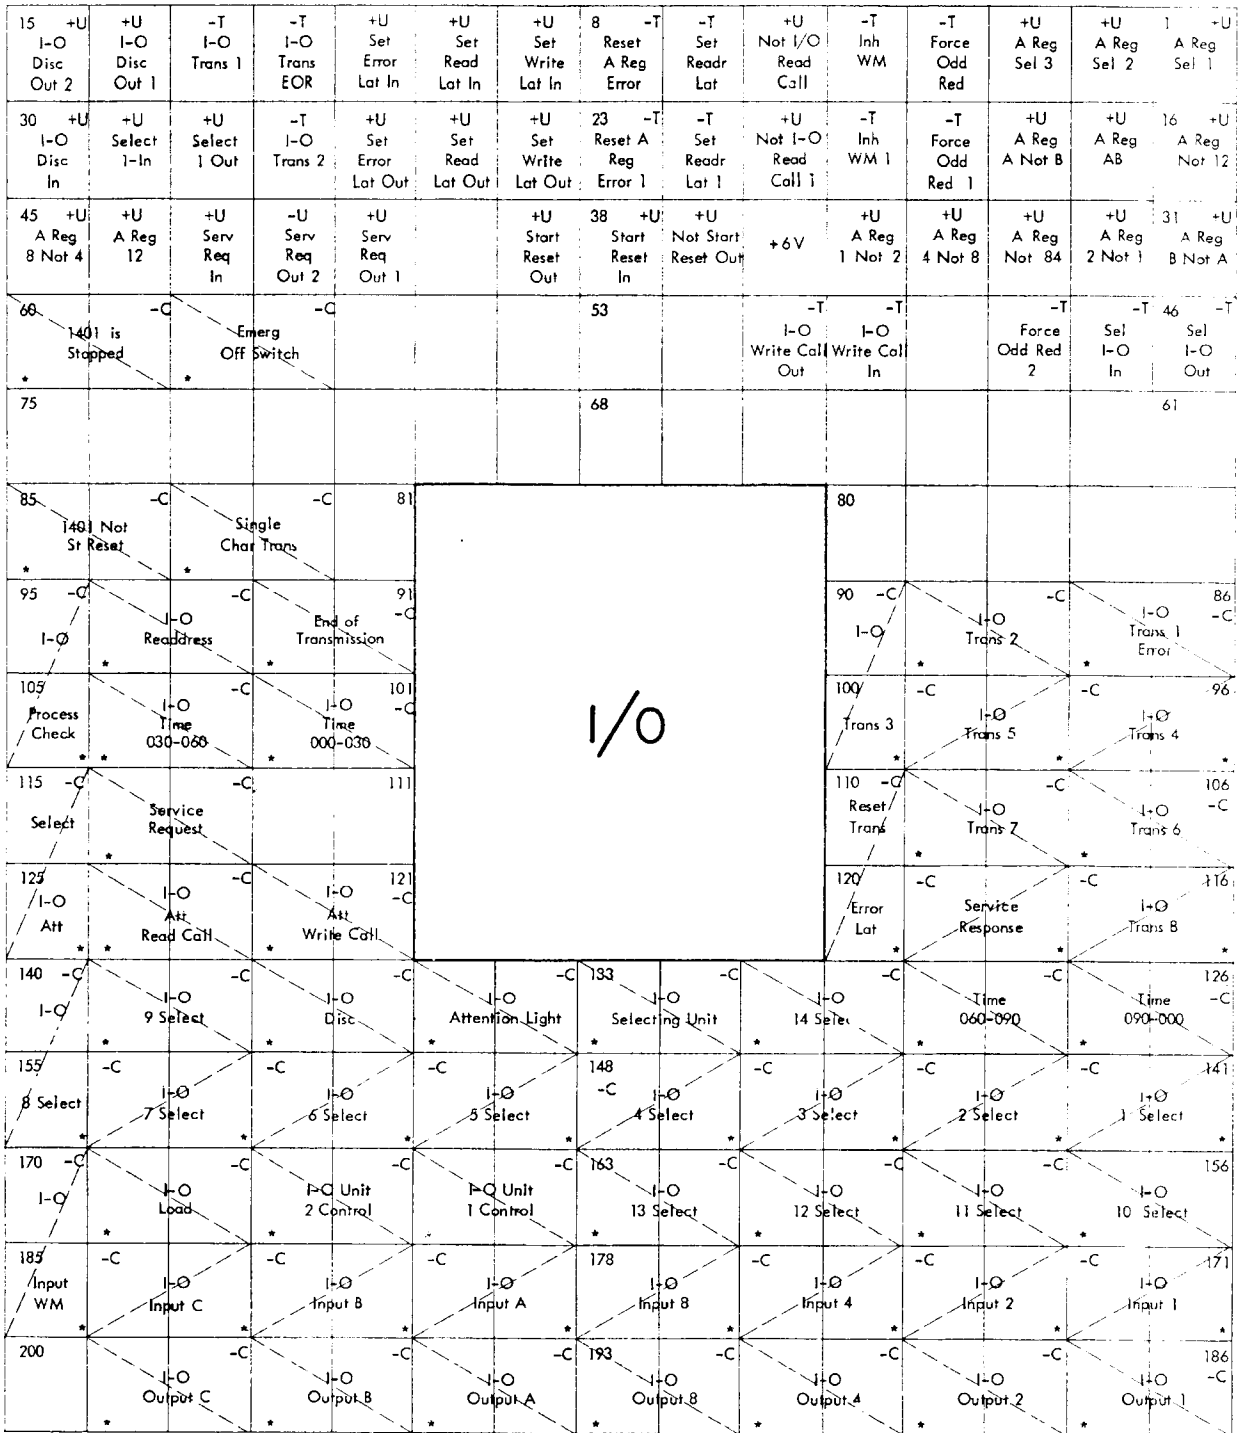 15 +U +U -T -T +U +U +U 8 -T -T +U -T -T +U +U 1 +U
I-O I-O I-O I-O Set Set Set Reset Set Not I/O Inh Force A Reg A Reg A Reg
Disc Disc Trans 1 Trans Error Read Write A Reg Readr Read WM Odd Sel 3 Sel 2 Sel 1
Out 2 Out 1 EOR Lat In Lat In Lat In Error Lat Call Red
30 +U +U +U -T +U +U +U 23 -T -T +U -T -T +U +U 16 +U
I-O Select Select I-O Set Set Set Reset A Set Not I-O Inh Force A Reg A Reg A Reg
Disc 1-In 1 Out Trans 2 Error Read Write Reg Readr Read WM 1 Odd A Not B AB Not 12
In Lat Out Lat Out Lat Out Error 1 Lat 1 Call 1 Red 1
45 +U +U +U -U +U +U 38 +U +U +U +U +U +U 31 +U
A Reg A Reg Serv Serv Serv Start Start Not Start +6V A Reg A Reg A Reg A Reg A Reg
8 Not 4 12 Req Req Req Reset Reset Reset Out 1 Not 2 4 Not 8 Not 84 2 Not 1 B Not A
In Out 2 Out 1 Out In
60 -C -C 53 -T -T -T -T 46 -T
1401 is Emerg I-O I-O Force Sel Sel
Stopped Off Switch Write Call Write Call Odd Red I-O I-O
* * Out In 2 In Out
75 68 61
85 -C -C 81 80
1401 Not Single
St Reset Char Trans
* *
95 -C -C 91 -C 90 -C -C 86 -C
I-O I-O End of I-O I-O I-O
Readdress Transmission Trans 2 Trans 1
Error
* * * *
105 -C 101 -C 100 -C -C 96
Process I-O I-O Trans 3 I-O I-O
Check Time Time Trans 5 Trans 4
030-060 000-030
* * * * * *
I/O
115 -C -C 111 110 -C -C 106 -C
Select Service Reset I-O I-O
Request Trans Trans 7 Trans 6
* * *
125 -C 121 -C 120 -C -C 116
I-O I-O I-O Error Service I-O
Att Att Att Lat Response Trans 8
Read Call Write Call
* * * * * *
140 -C -C -C -C 133 -C -C -C 126 -C
I-O I-O I-O I-O I-O I-O Time Time
9 Select Disc Attention Light Selecting Unit 14 Selec 060-090 090-000
* * * * * * *
155 -C -C -C 148 -C -C -C -C 141
8 Select I-O I-O I-O I-O I-O I-O I-O
7 Select 6 Select 5 Select 4 Select 3 Select 2 Select 1 Select
* * * * * * * *
170 -C -C -C -C 163 -C -C -C 156
I-O I-O I-O Unit I-O Unit I-O I-O I-O I-O
Load 2 Control 1 Control 13 Select 12 Select 11 Select 10 Select
* * * * * * *
185 -C -C -C 178 -C -C -C 171
Input I-O I-O I-O I-O I-O I-O I-O
WM Input C Input B Input A Input 8 Input 4 Input 2 Input 1
* * * * * * * *
200 -C -C -C 193 -C -C -C 186 -C
I-O I-O I-O I-O I-O I-O I-O
Output C Output B Output A Output 8 Output 4 Output 2 Output 1
* * * * * * *